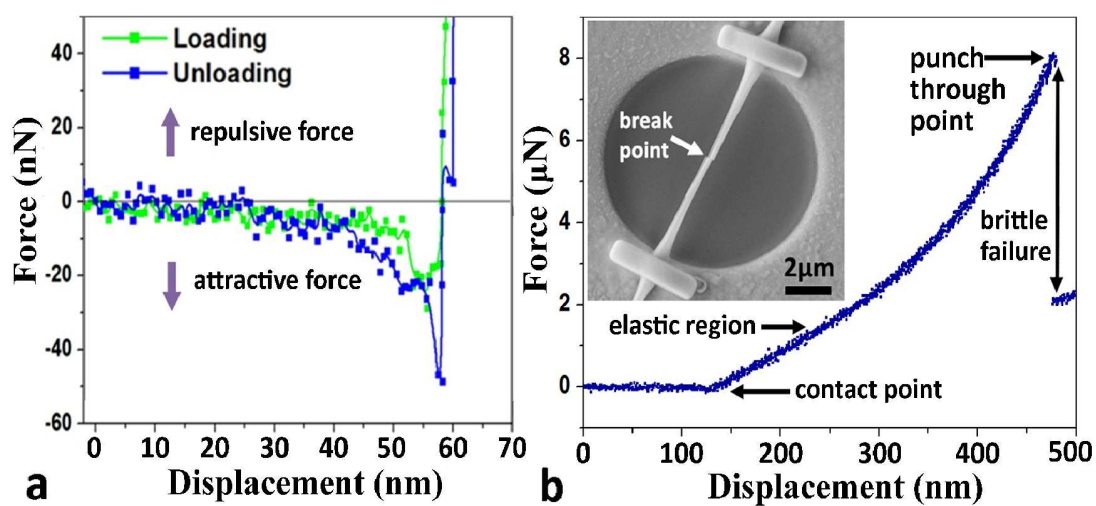 Force (nN)
40
20
0
-20
-40
-60
Loading
Unloading
repulsive force
attractive force
0 10 20 30 40 50 60 70
Displacement (nm)
a
Force (μN)
8
6
4
2
0
break
point
2μm
punch
through
point
brittle
failure
elastic region
contact point
0 100 200 300 400 500
Displacement (nm)
b